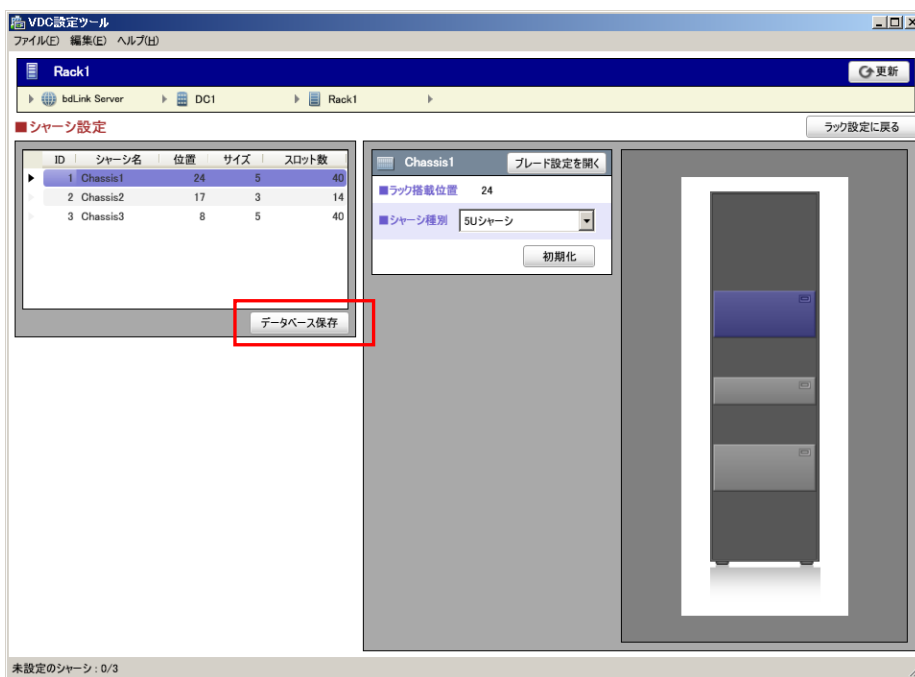 VDC設定ツール
ファイル(F) 編集(E) ヘルプ(H)
Rack1
更新
bdLink Server DC1 Rack1
■シャーシ設定
ラック設定に戻る
ID シャーシ名 位置 サイズ スロット数
1 Chassis1 24 5 40
2 Chassis2 17 3 14
3 Chassis3 8 5 40
データベース保存
Chassis1 ブレード設定を開く
■ラック搭載位置 24
■シャーシ種別 5Uシャーシ
初期化
未設定のシャーシ : 0/3